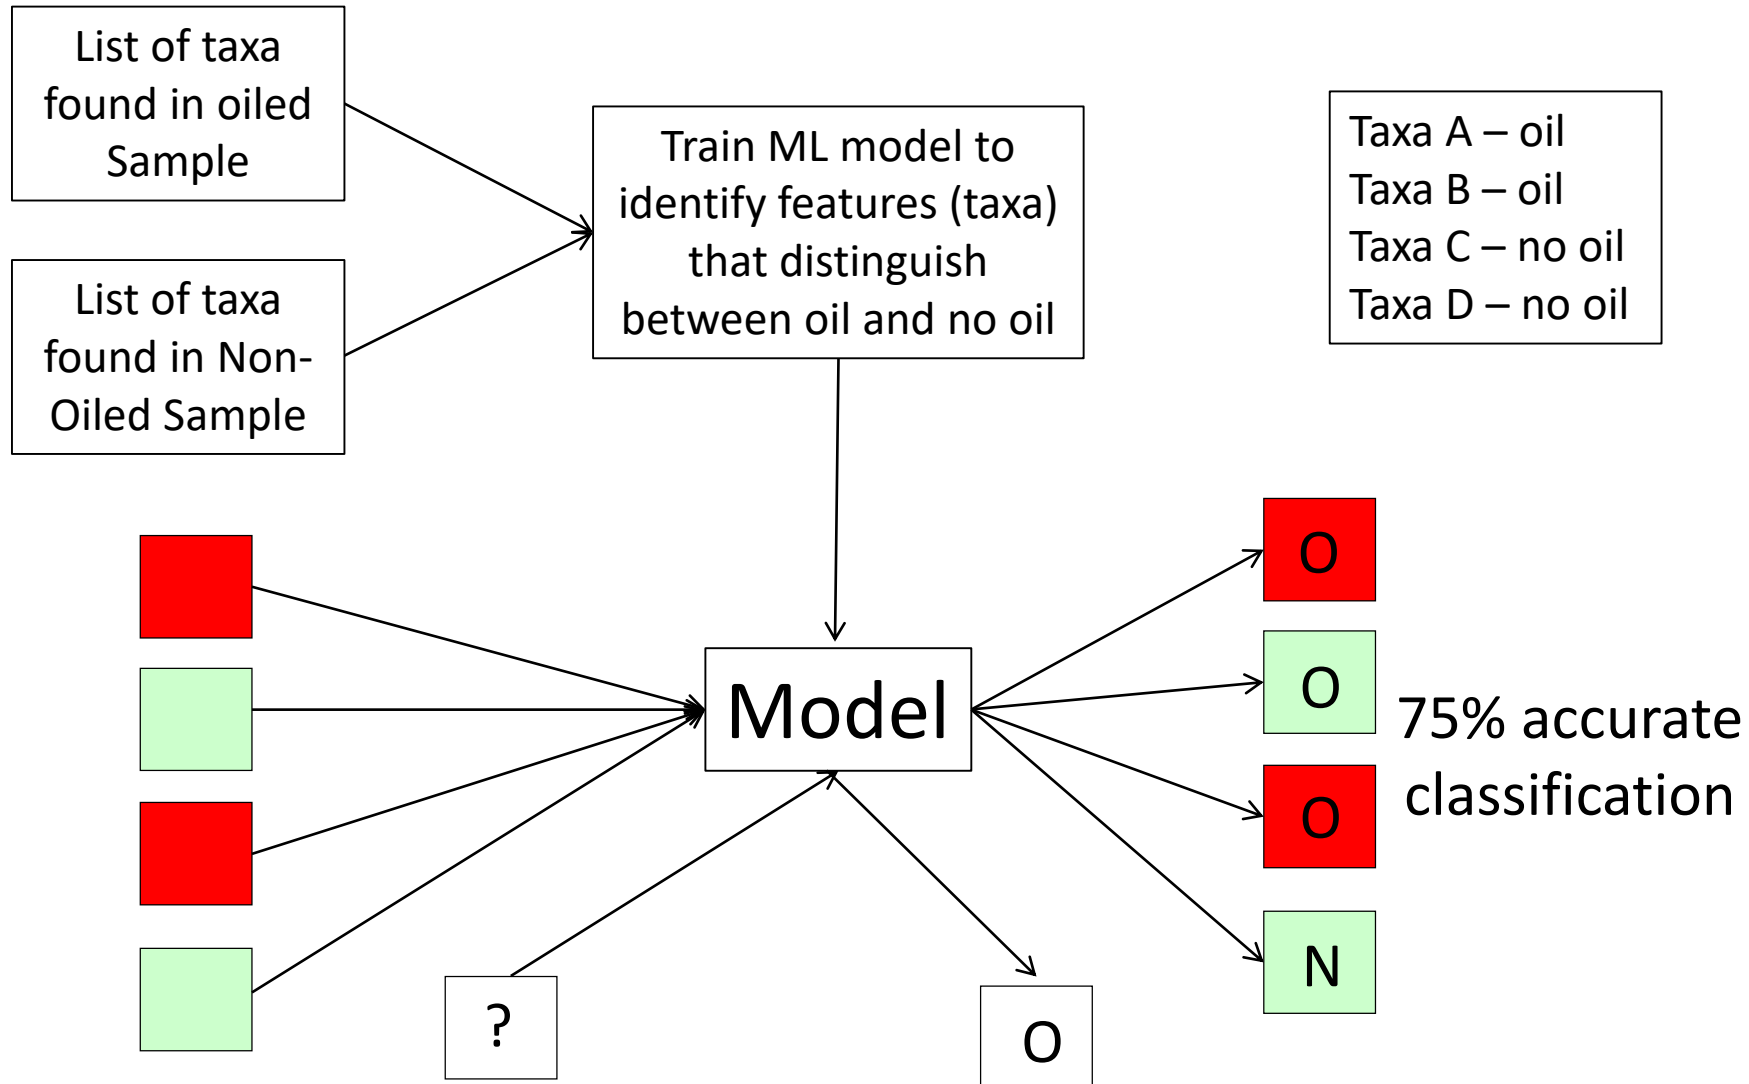 List of taxa
found in oiled
Sample
Train ML model to
identify features (taxa)
that distinguish
between oil and no oil
Taxa A – oil
Taxa B – oil
Taxa C – no oil
Taxa D – no oil
List of taxa
found in Non-
Oiled Sample
Model
O
O
O
N
75% accurate
classification
?
O